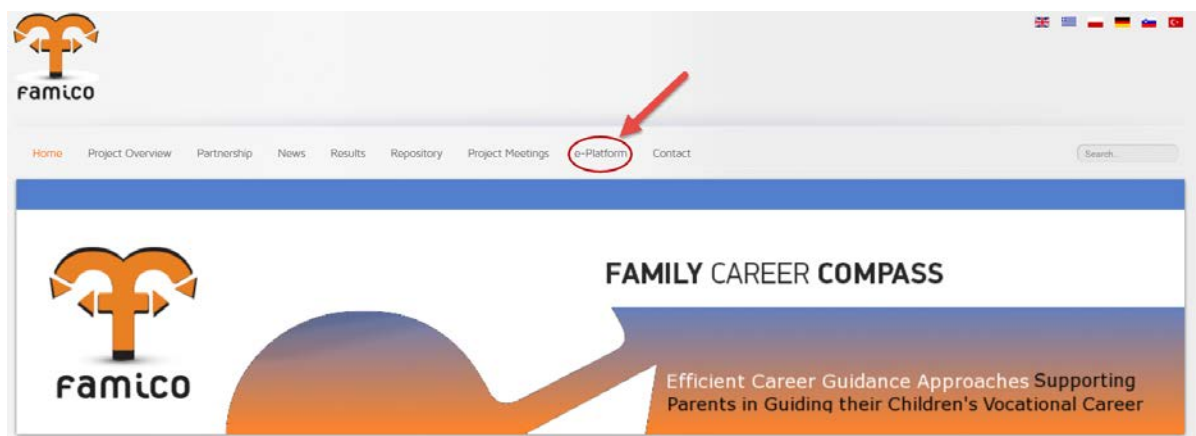 Famico
Home Project Overview Partnership News Results Repository Project Meetings e-Platform Contact Search...
FAMILY CAREER COMPASS
Famico
Efficient Career Guidance Approaches Supporting
Parents in Guiding their Children's Vocational Career